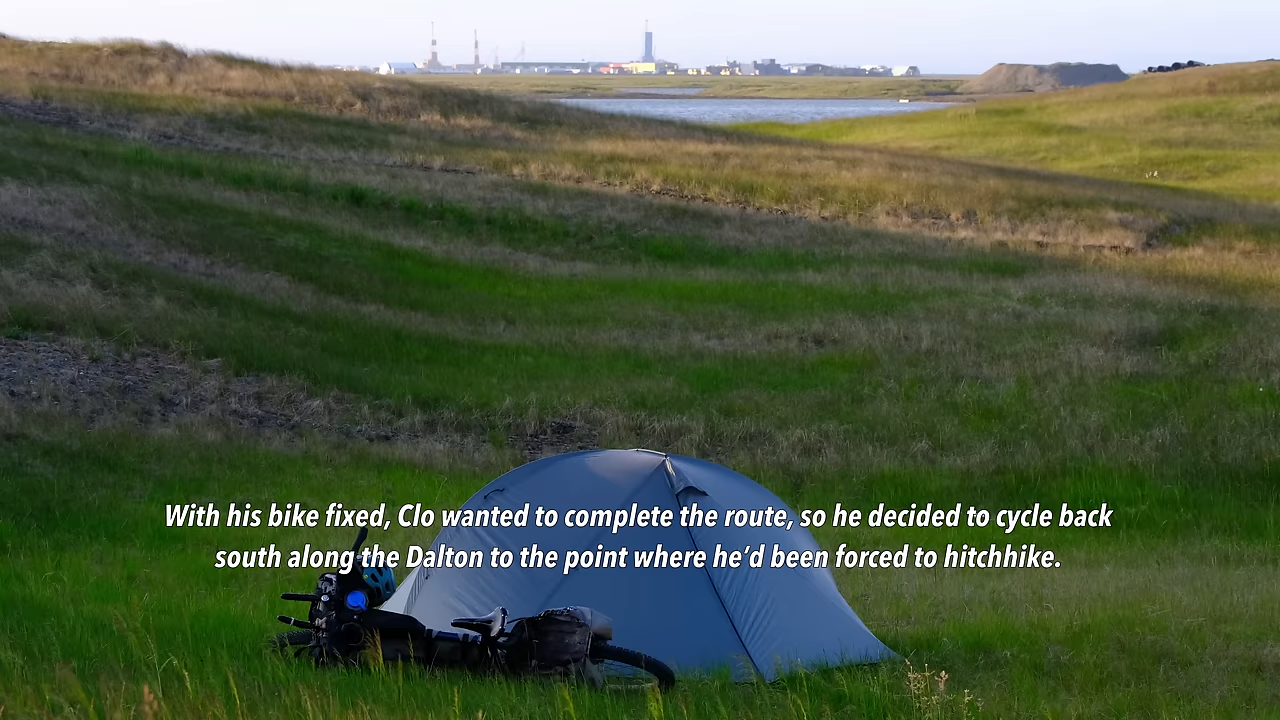 With his bike fixed, Clo wanted to complete the route, so he decided to cycle back
south along the Dalton to the point where he’d been forced to hitchhike.